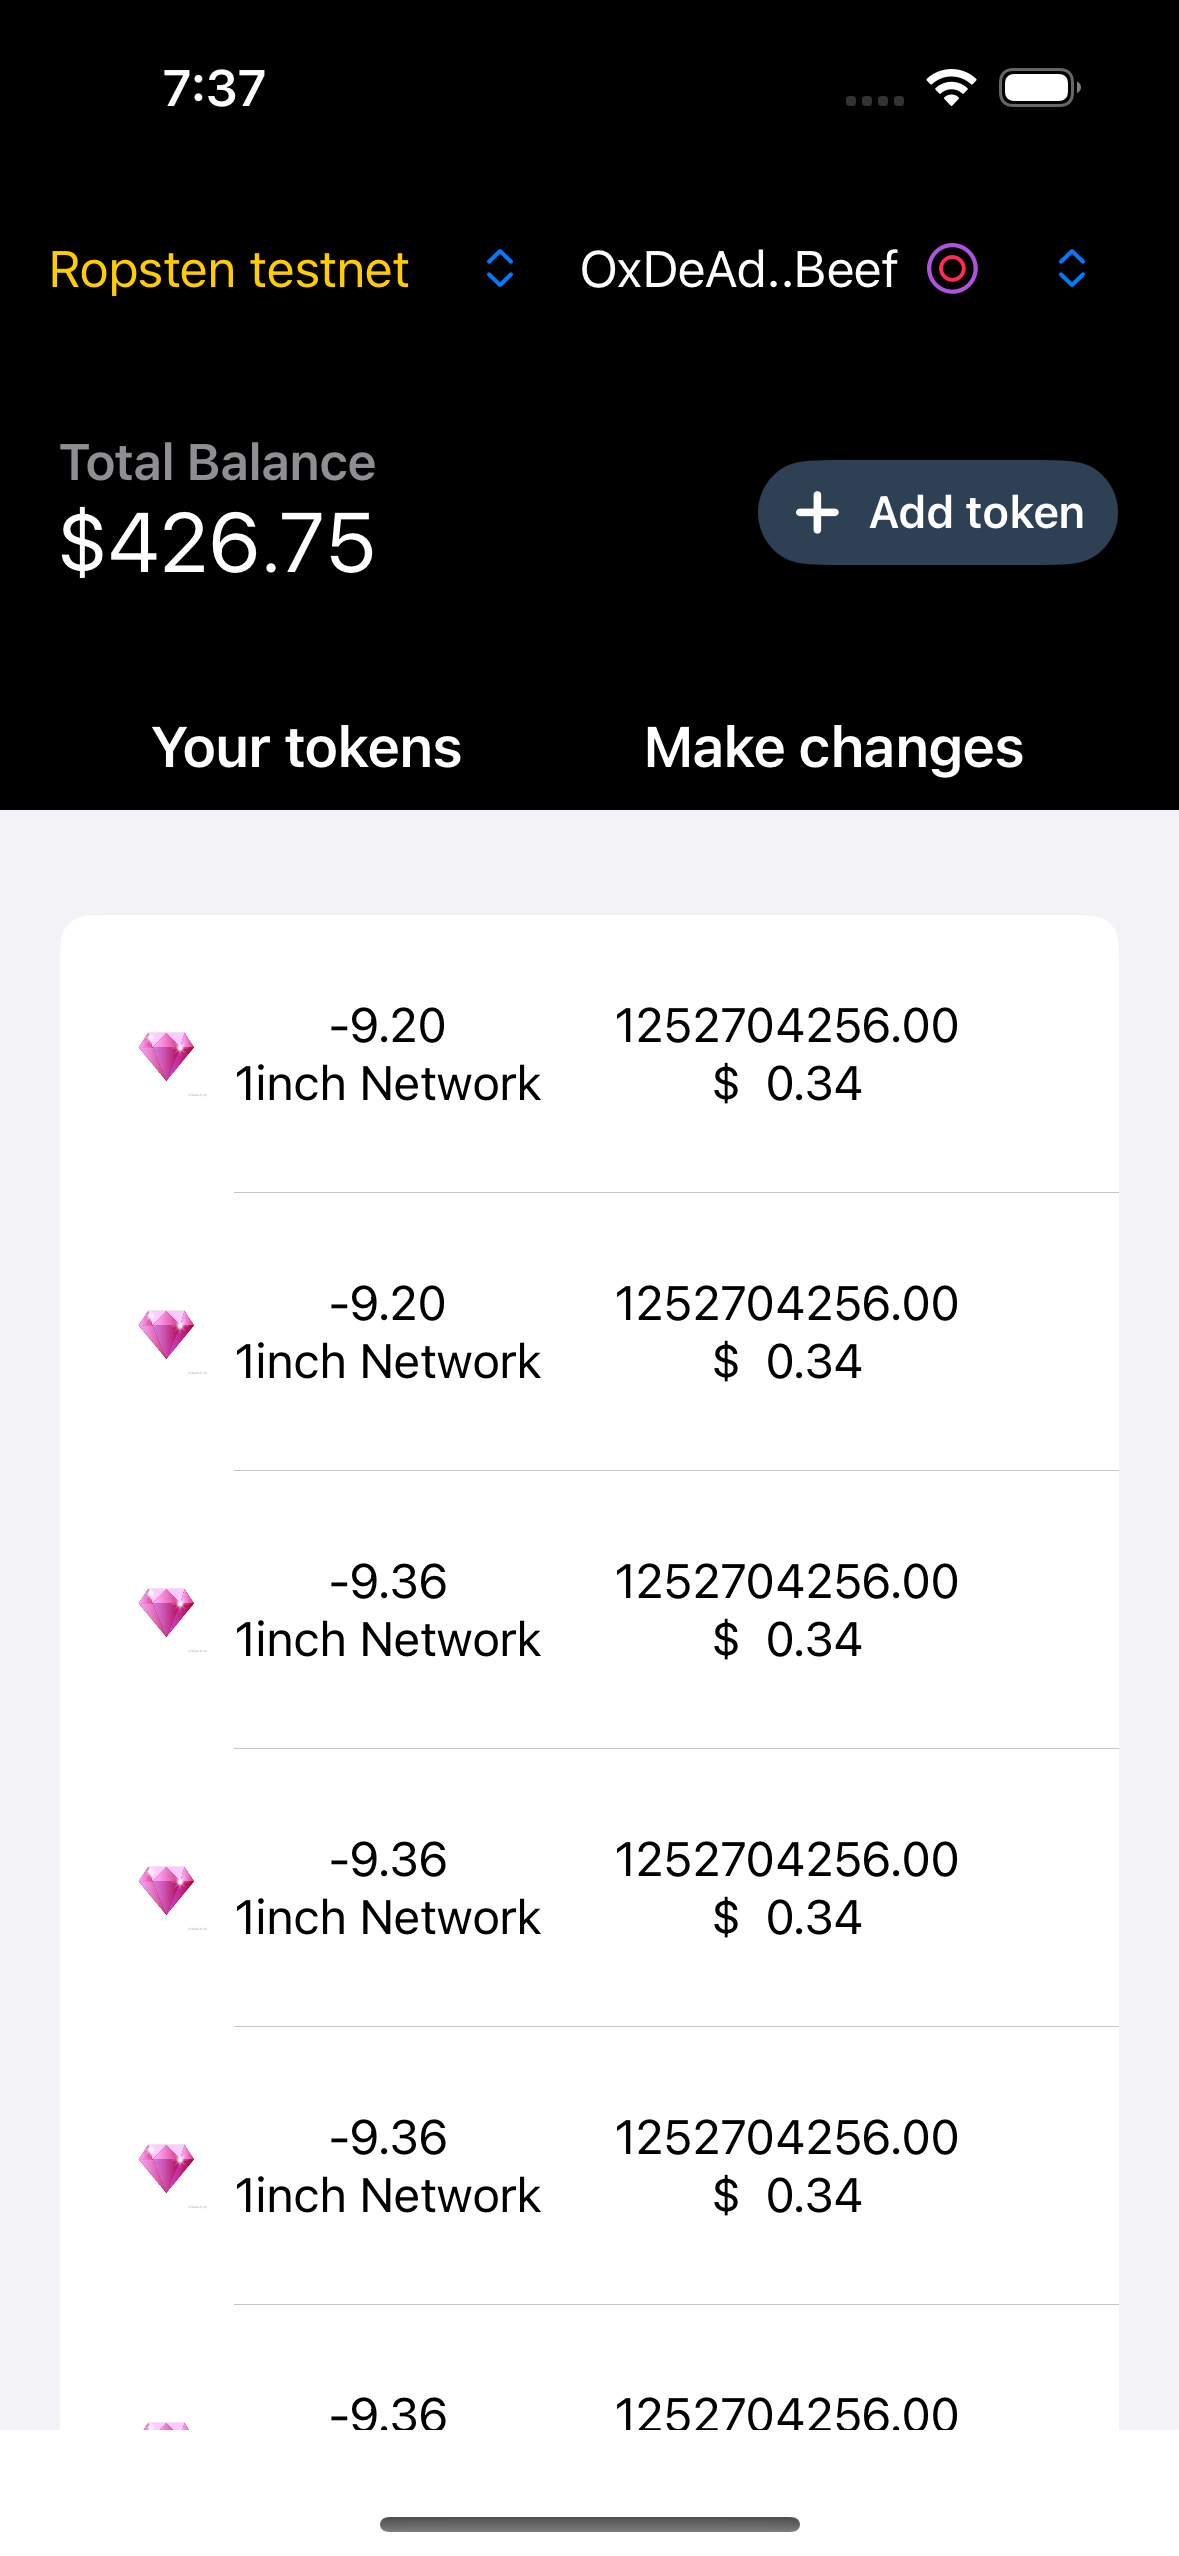 7:37
Ropsten testnet
OxDeAd..Beef
Total Balance
$426.75
Add token
Your tokens
Make changes
-9.20
1252704256.00
1inch Network
$ 0.34
-9.20
1252704256.00
1inch Network
$ 0.34
-9.36
1252704256.00
1inch Network
$ 0.34
-9.36
1252704256.00
1inch Network
$ 0.34
-9.36
1252704256.00
1inch Network
$ 0.34
-9.36
1252704256.00